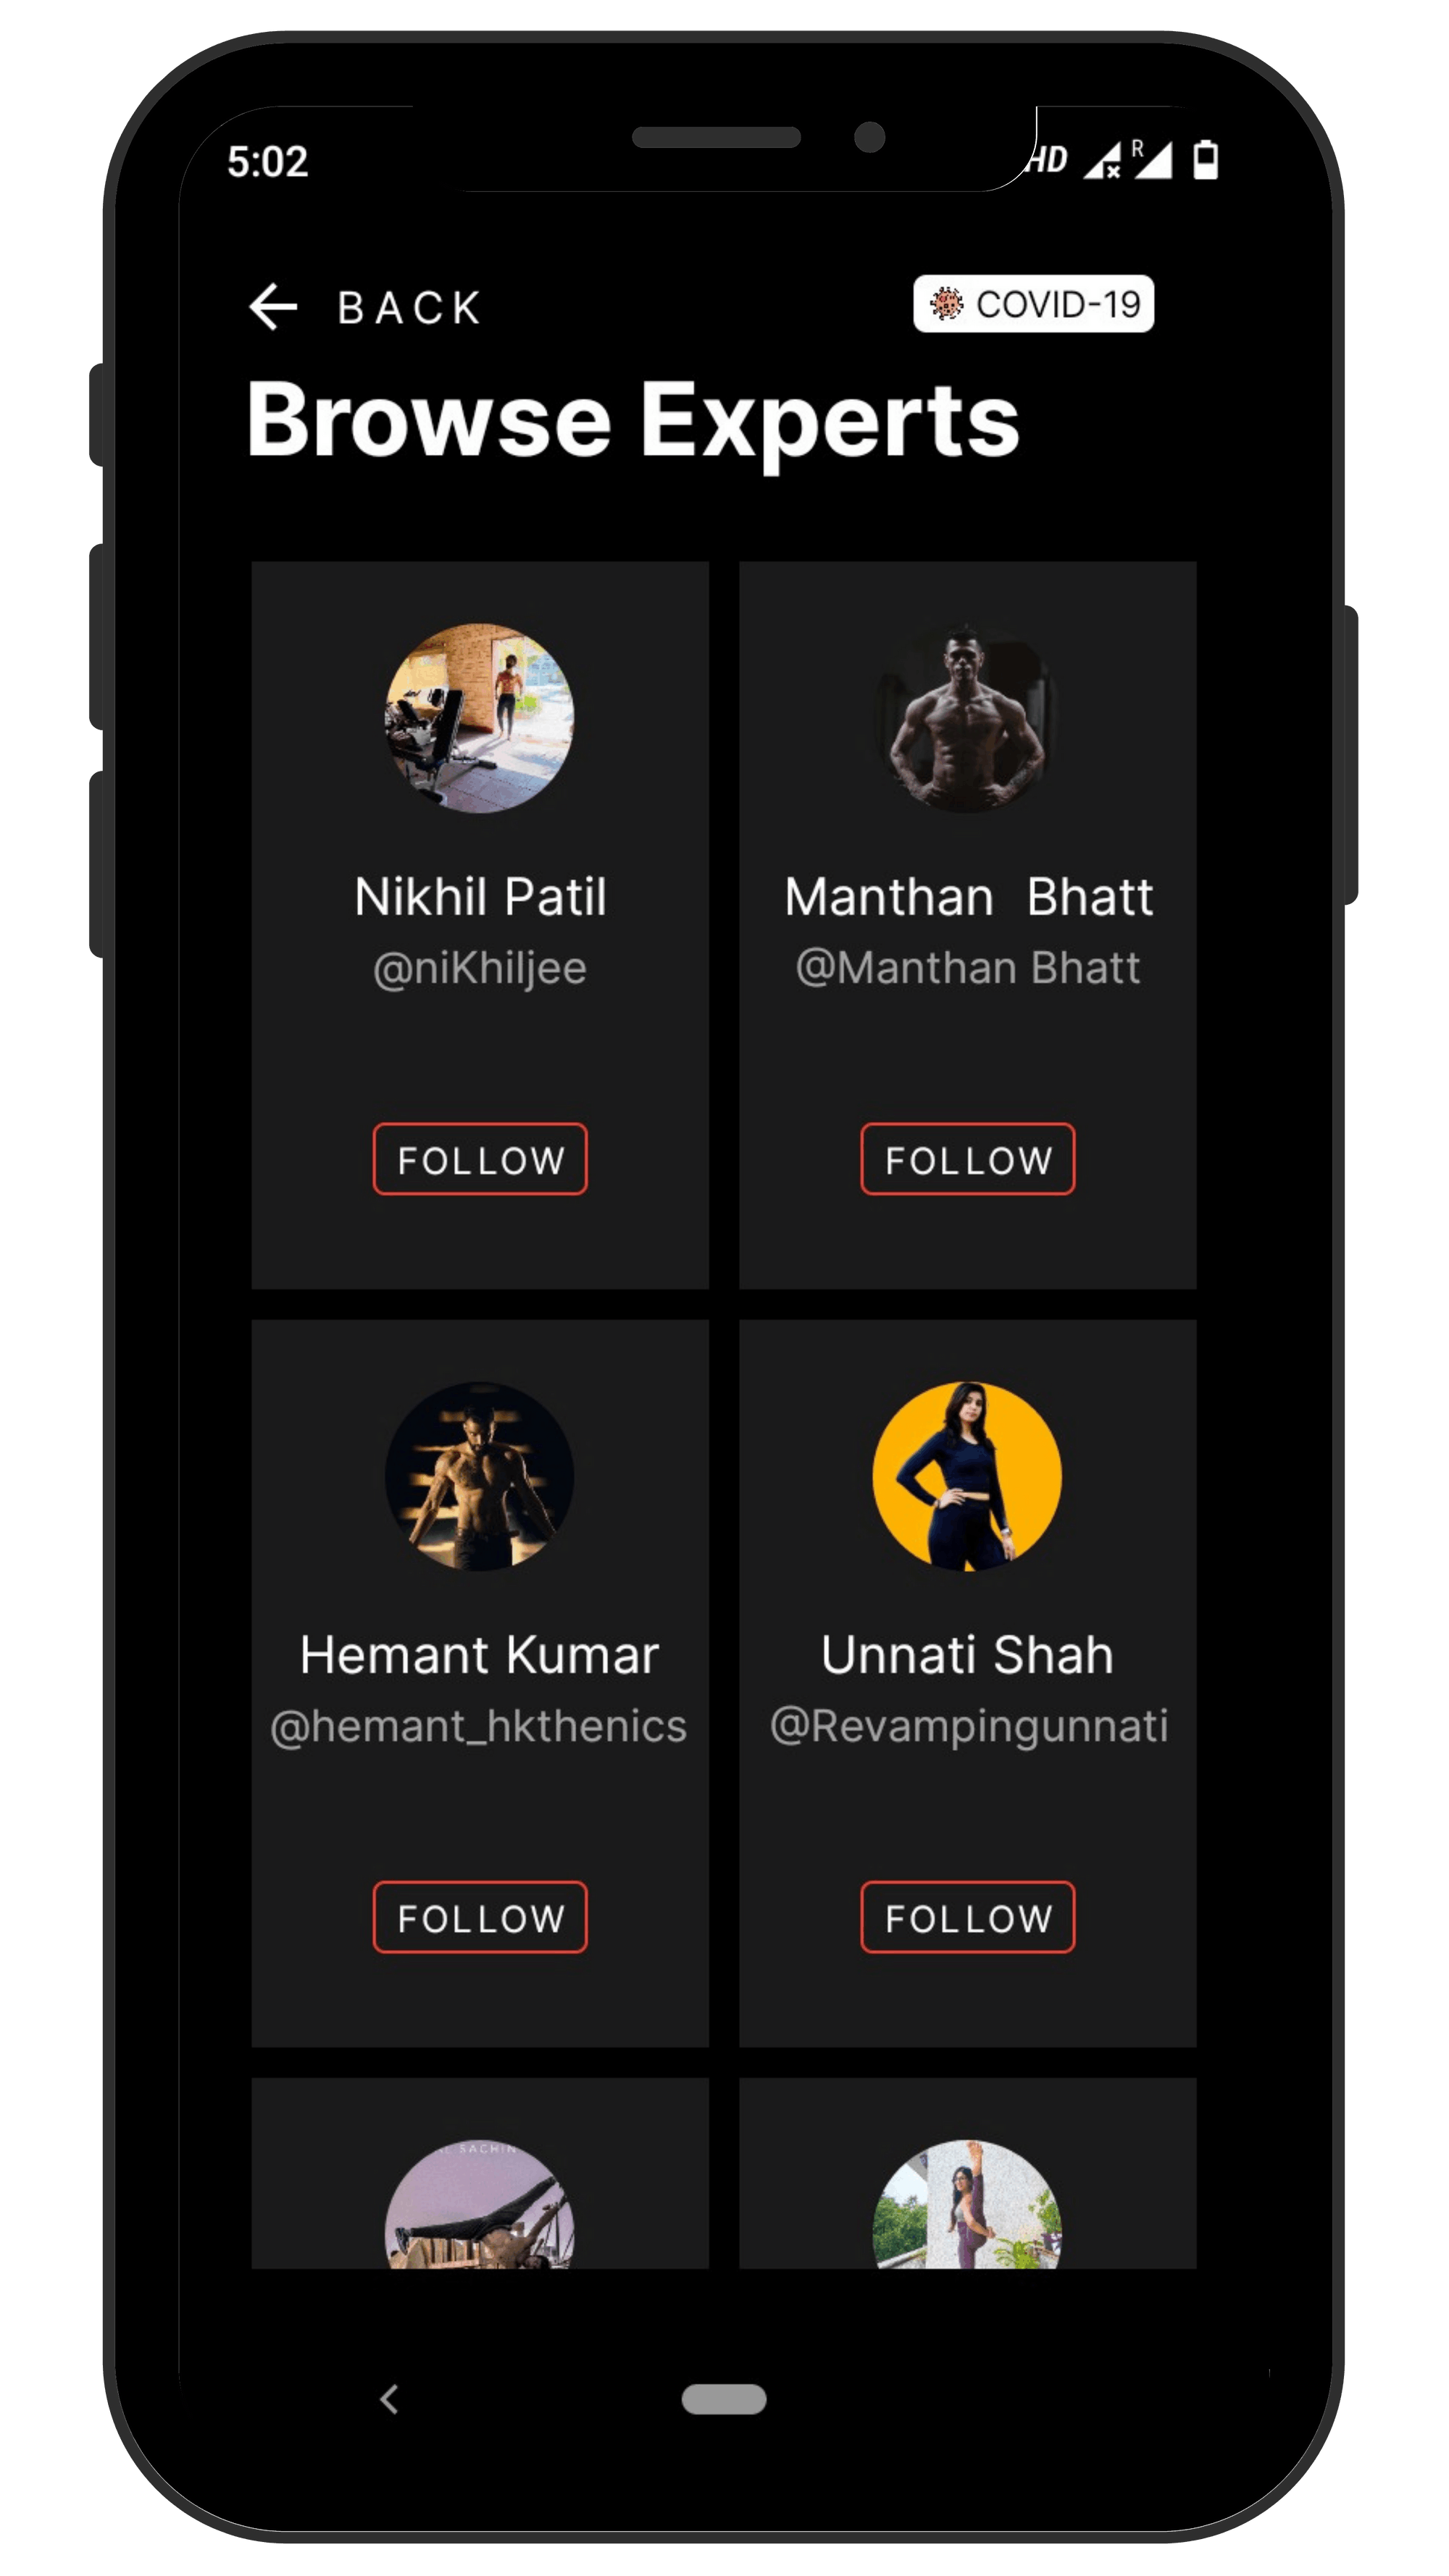 5:02
HD R
BACK
COVID-19
Browse Experts
Nikhil Patil
@niKhiljee
FOLLOW
Manthan  Bhatt
@Manthan Bhatt
FOLLOW
Hemant Kumar
@hemant_hkthenics
FOLLOW
Unnati Shah
@Revampingunnati
FOLLOW
SACHIN